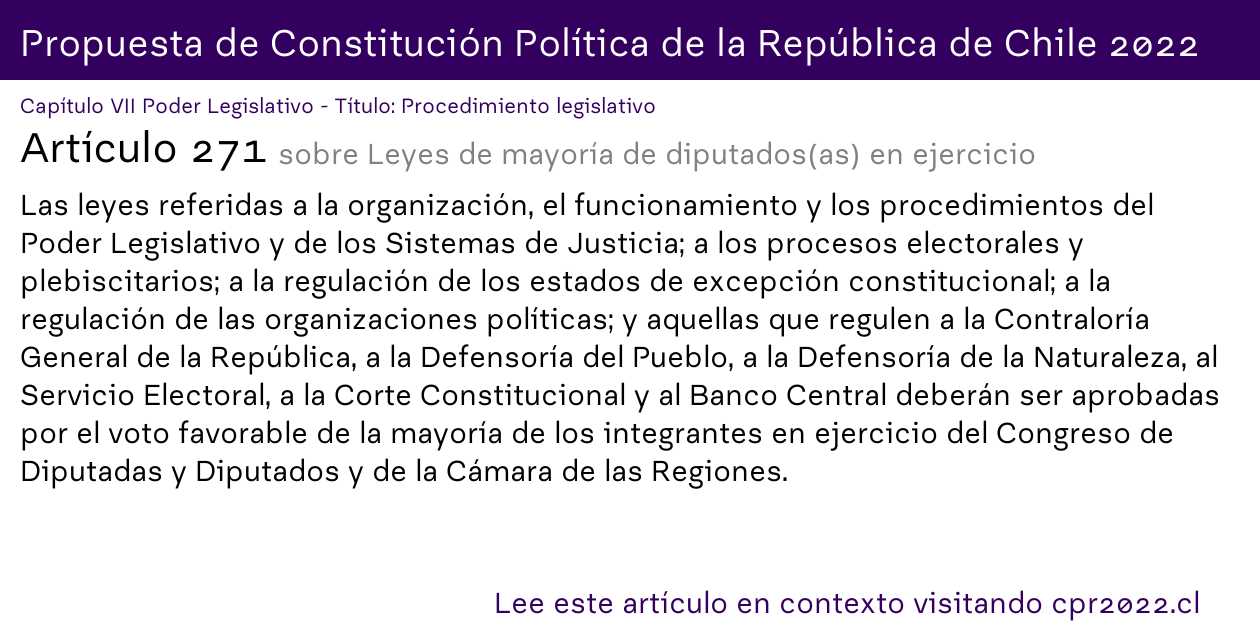 Propuesta de Constitución Política de la República de Chile 2022
Capítulo VII Poder Legislativo - Título: Procedimiento legislativo
Artículo 271 sobre Leyes de mayoría de diputados(as) en ejercicio
Las leyes referidas a la organización, el funcionamiento y los procedimientos del
Poder Legislativo y de los Sistemas de Justicia; a los procesos electorales y
plebiscitarios; a la regulación de los estados de excepción constitucional; a la
regulación de las organizaciones políticas; y aquellas que regulen a la Contraloría
General de la República, a la Defensoría del Pueblo, a la Defensoría de la Naturaleza, al
Servicio Electoral, a la Corte Constitucional y al Banco Central deberán ser aprobadas
por el voto favorable de la mayoría de los integrantes en ejercicio del Congreso de
Diputadas y Diputados y de la Cámara de las Regiones.
Lee este artículo en contexto visitando cpr2022.cl